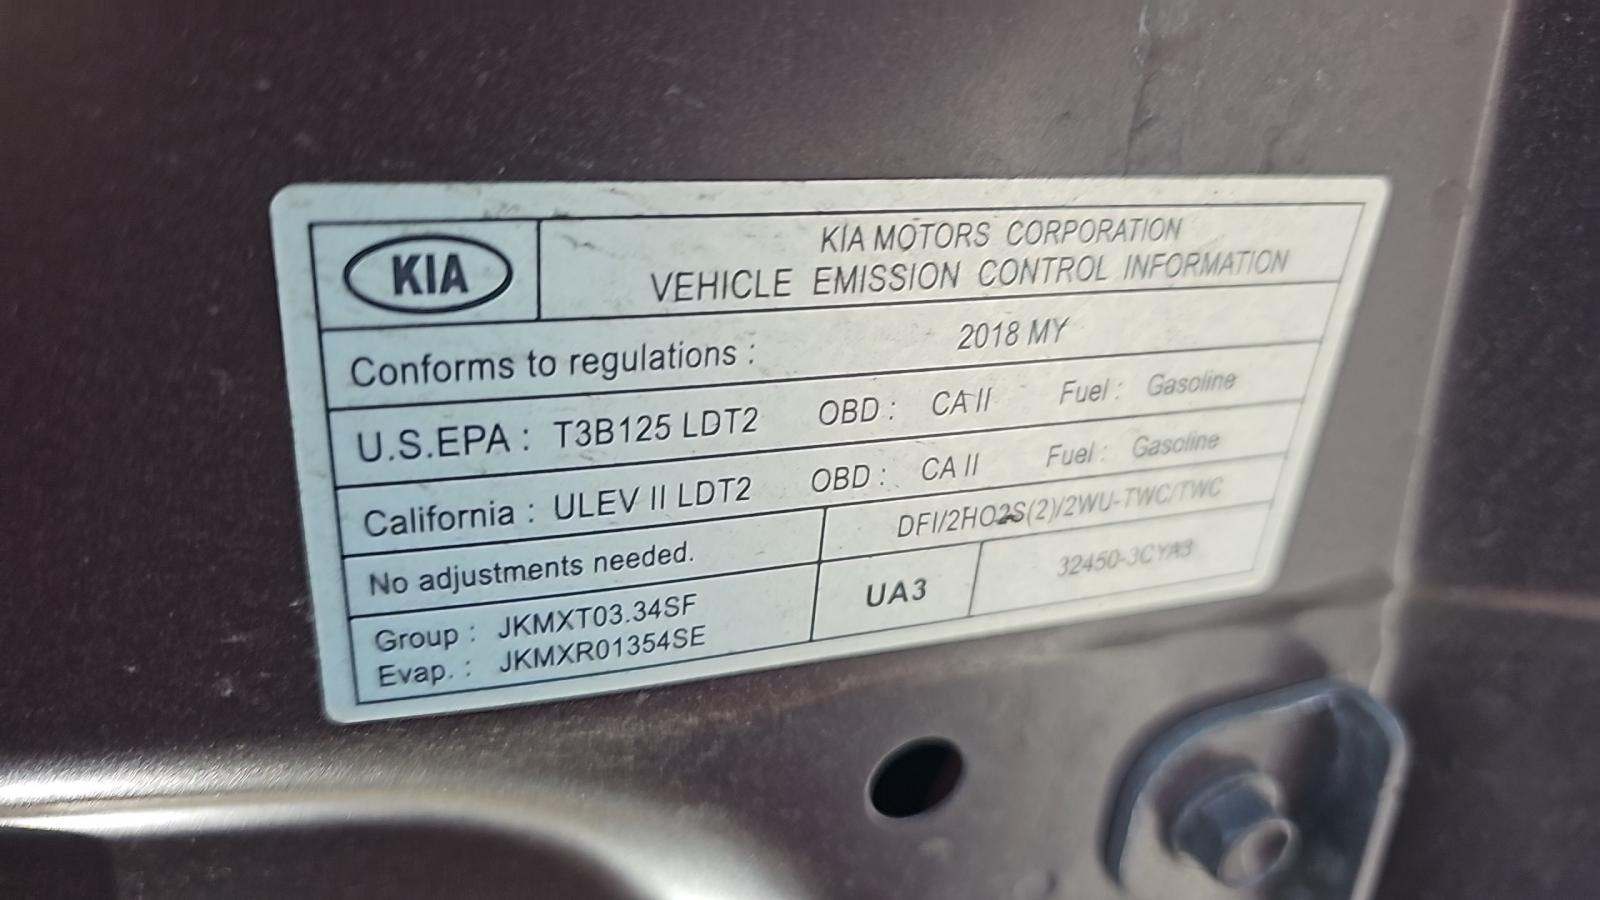 KIA
KIA MOTORS CORPORATION
VEHICLE EMISSION CONTROL INFORMATION
Conforms to regulations : 2018 MY
U.S.EPA : T3B125 LDT2 OBD : CA II Fuel : Gasoline
California : ULEV II LDT2 OBD : CA II Fuel : Gasoline
No adjustments needed. DFI/2HO2S(2)/2WU-TWC/TWC
Group : JKMXT03.34SF
Evap. : JKMXR01354SE
UA3
32450-3CYA3